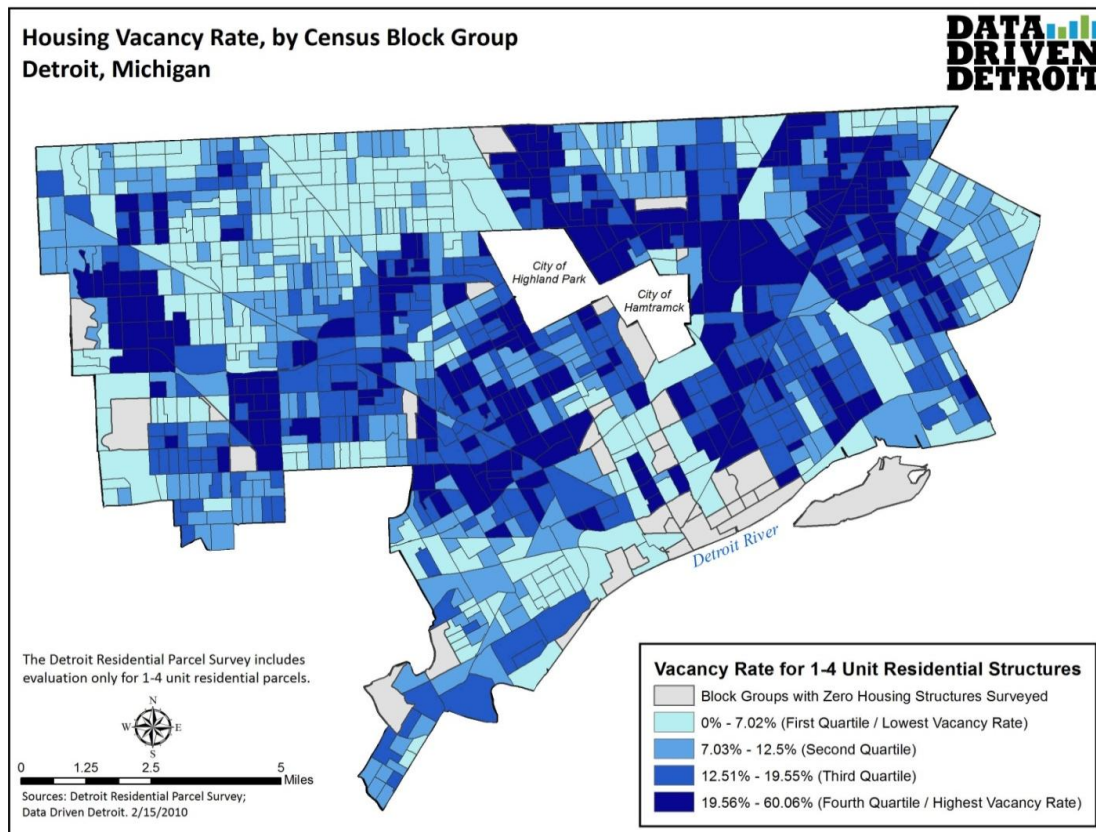 Housing Vacancy Rate, by Census Block Group
Detroit, Michigan
DATA
DRIVEN
DETROIT
City of
Highland Park
City of
Hamtramck
Detroit River
The Detroit Residential Parcel Survey includes
evaluation only for 1-4 unit residential parcels.
N
W E
S
0 1.25 2.5 5
Miles
Sources: Detroit Residential Parcel Survey;
Data Driven Detroit. 2/15/2010
Vacancy Rate for 1-4 Unit Residential Structures
Block Groups with Zero Housing Structures Surveyed
0% - 7.02% (First Quartile / Lowest Vacancy Rate)
7.03% - 12.5% (Second Quartile)
12.51% - 19.55% (Third Quartile)
19.56% - 60.06% (Fourth Quartile / Highest Vacancy Rate)